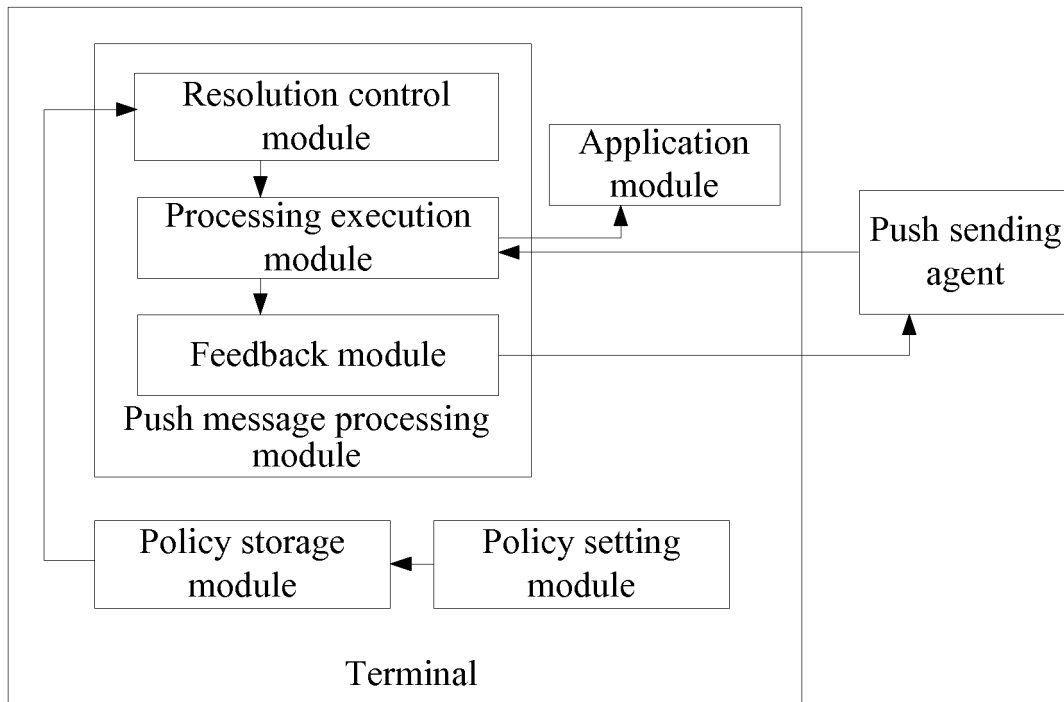 Resolution control
module
Application
module
Processing execution
module
Push sending
agent
Feedback module
Push message processing
module
Policy storage
module
Policy setting
module
Terminal